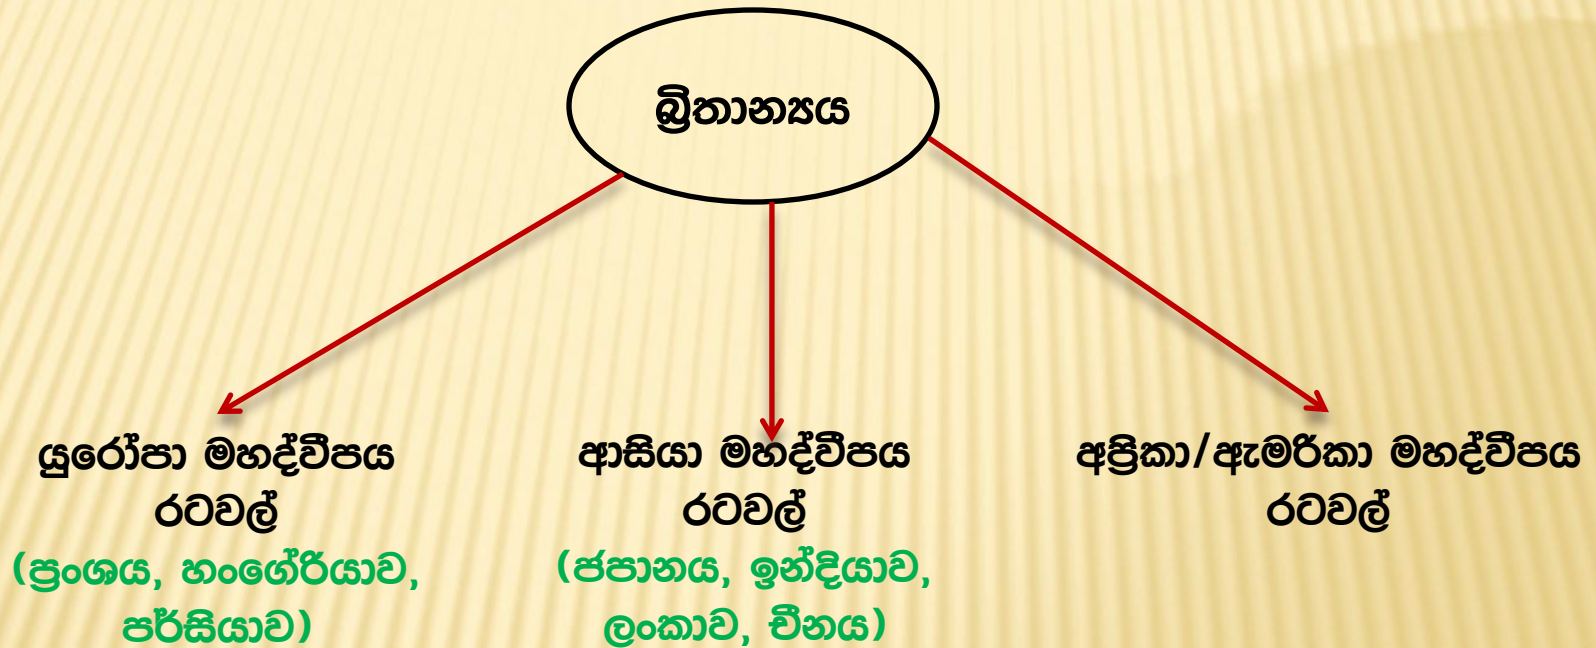 බ්‍රිතාන්‍යය
යුරෝපා මහද්වීපය
රටවල්
(ප්‍රංශය, හංගේරියාව,
පර්සියාව)
ආසියා මහද්වීපය
රටවල්
(ජපානය, ඉන්දියාව,
ලංකාව, චීනය)
අප්‍රිකා/ඇමරිකා මහද්වීපය
රටවල්